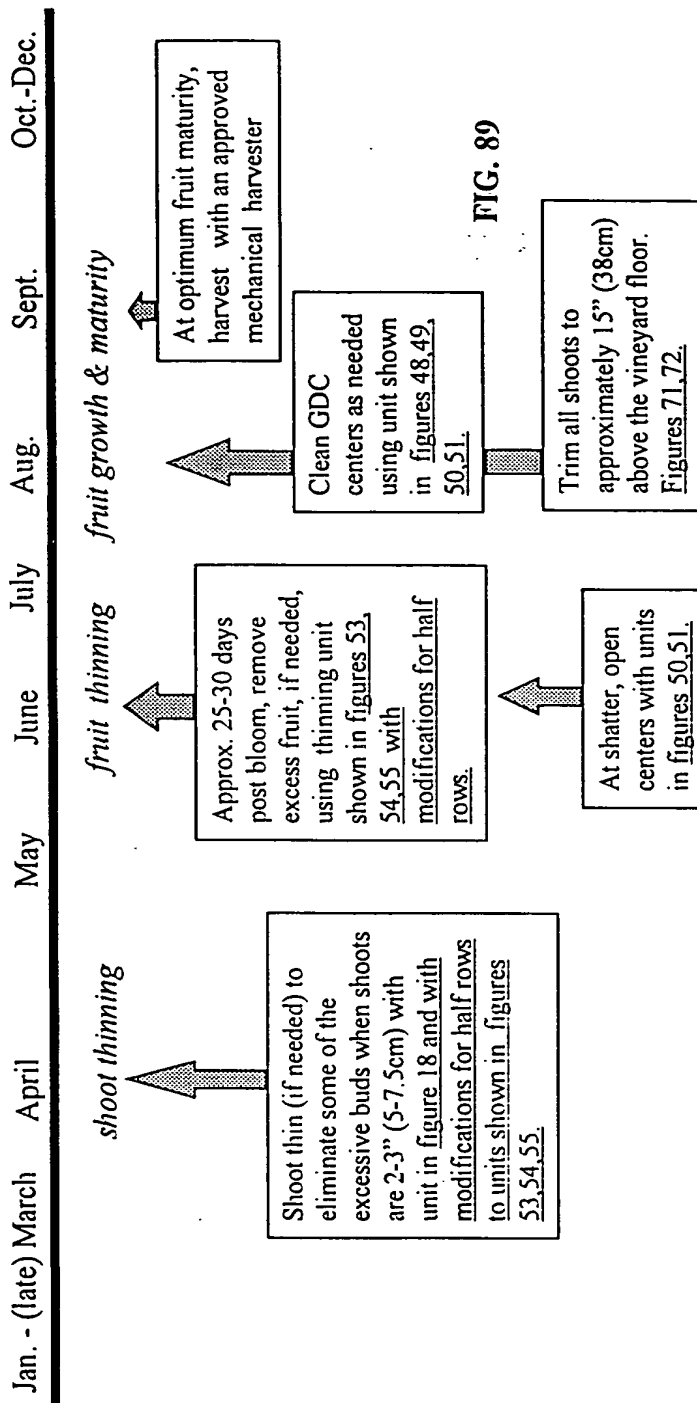 Jan. - (late) March April May June July Aug. Sept. Oct.-Dec.
shoot thinning
fruit thinning
fruit growth & maturity
Shoot thin (if needed) to
eliminate some of the
excessive buds when shoots
are 2-3" (5-7.5cm) with
unit in figure 18 and with
modifications for half rows
to units shown in figures
53,54,55.
Approx. 25-30 days
post bloom, remove
excess fruit, if needed,
using thinning unit
shown in figures 53,
54,55 with
modifications for half
rows.
At shatter, open
centers with units
in figures 50,51.
Clean GDC
centers as needed
using unit shown
in figures 48,49,
50,51.
Trim all shoots to
approximately 15" (38cm)
above the vineyard floor.
Figures 71,72.
At optimum fruit maturity,
harvest with an approved
mechanical harvester
FIG. 89